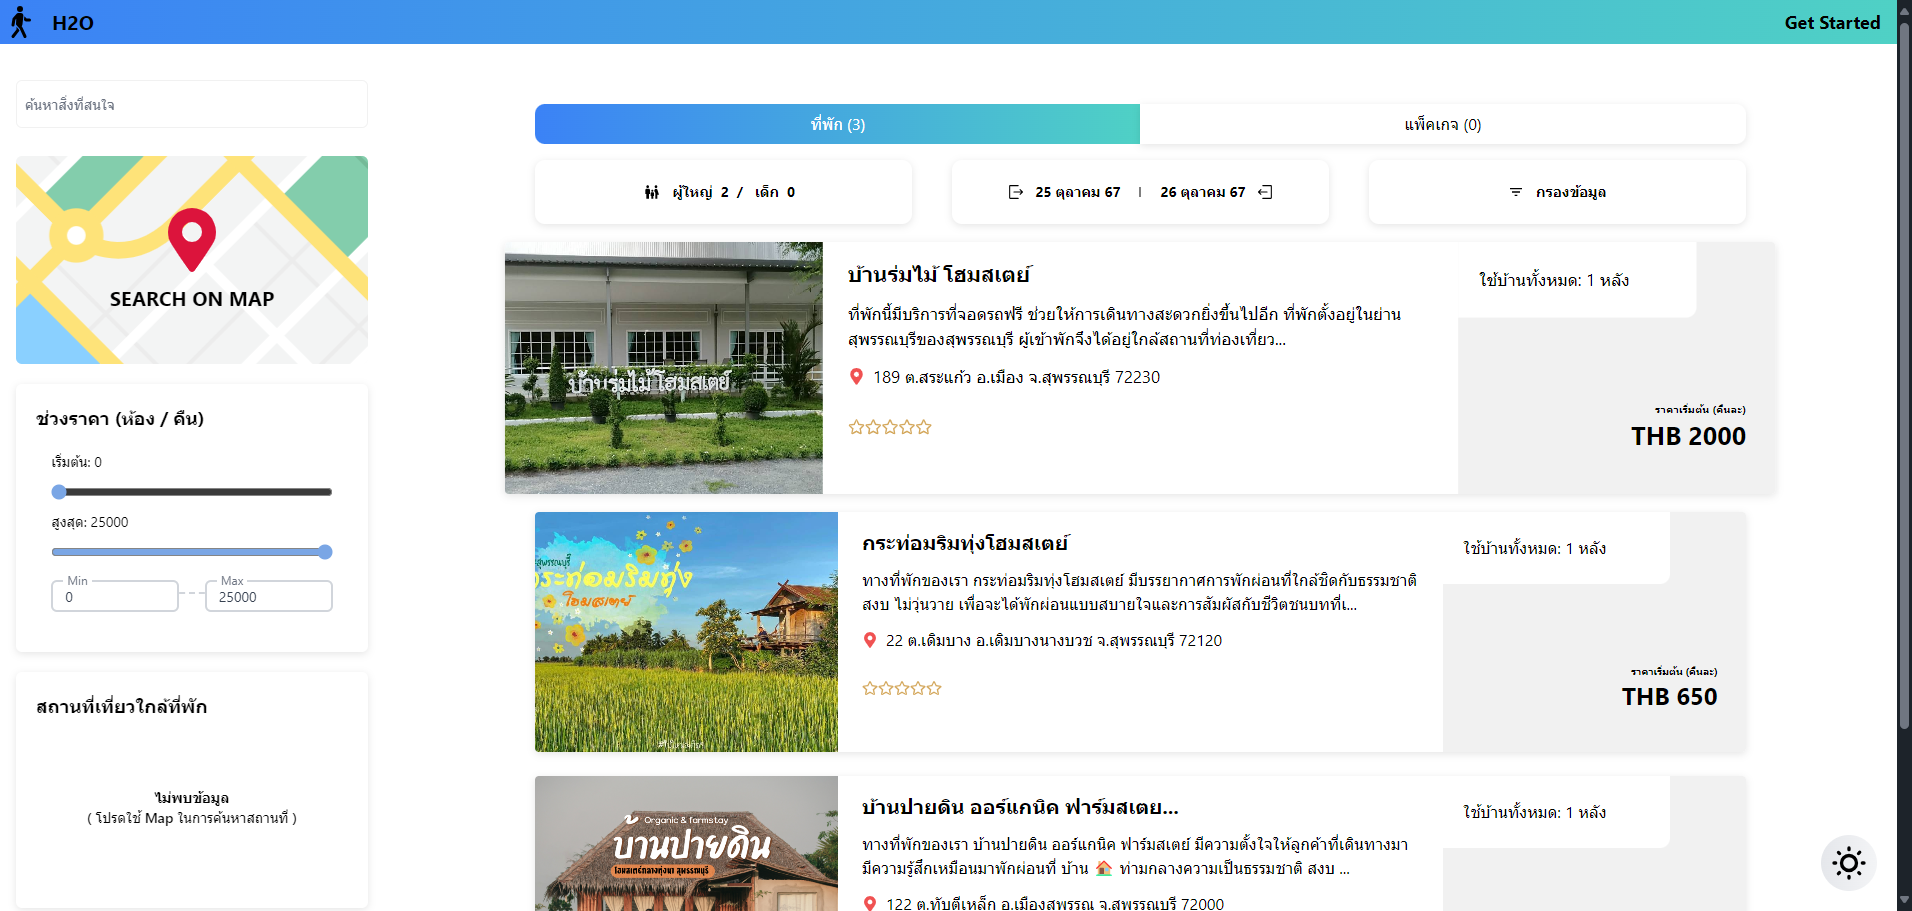 H2O
Get Started
ค้นหาสิ่งที่สนใจ
SEARCH ON MAP
ช่วงราคา (ห้อง / คืน)
เริ่มต้น: 0
สูงสุด: 25000
Min
0
Max
25000
สถานที่เที่ยวใกล้ที่พัก
ไม่พบข้อมูล
( โปรดใช้ Map ในการค้นหาสถานที่ )
ที่พัก (3)
แพ็คเกจ (0)
ผู้ใหญ่ 2 / เด็ก 0
25 ตุลาคม 67 | 26 ตุลาคม 67
กรองข้อมูล
บ้านร่มไม้ โฮมสเตย์
บ้านร่มไม้ โฮมสเตย์
ที่พักนี้มีบริการที่จอดรถฟรี ช่วยให้การเดินทางสะดวกยิ่งขึ้นไปอีก ที่พักตั้งอยู่ในย่าน
สุพรรณบุรีของสุพรรณบุรี ผู้เข้าพักจึงได้อยู่ใกล้สถานที่ท่องเที่ยว...
189 ต.สระแก้ว อ.เมือง จ.สุพรรณบุรี 72230
ใช้บ้านทั้งหมด: 1 หลัง
ราคาเริ่มต้น (คืนละ)
THB 2000
สุพรรณบุรี
กระท่อมริมทุ่ง
โฮมสเตย์
กระท่อมริมทุ่งโฮมสเตย์
ทางที่พักของเรา กระท่อมริมทุ่งโฮมสเตย์ มีบรรยากาศการพักผ่อนที่ใกล้ชิดกับธรรมชาติ
สงบ ไม่วุ่นวาย เพื่อจะได้พักผ่อนแบบสบายใจและการสัมผัสกับชีวิตชนบทที่เ...
22 ต.เดิมบาง อ.เดิมบางนางบวช จ.สุพรรณบุรี 72120
ใช้บ้านทั้งหมด: 1 หลัง
ราคาเริ่มต้น (คืนละ)
THB 650
Organic & farmstay
บ้านปายดิน
โฮมสเตย์กลางทุ่งนา สุพรรณบุรี
บ้านปายดิน ออร์แกนิค ฟาร์มสเตย...
ทางที่พักของเรา บ้านปายดิน ออร์แกนิค ฟาร์มสเตย์ มีความตั้งใจให้ลูกค้าที่เดินทางมา
มีความรู้สึกเหมือนมาพักผ่อนที่ บ้าน 🏠 ท่ามกลางความเป็นธรรมชาติ สงบ ...
122 ต.ทับตีเหล็ก อ.เมืองสุพรรณ จ.สุพรรณบุรี 72000
ใช้บ้านทั้งหมด: 1 หลัง